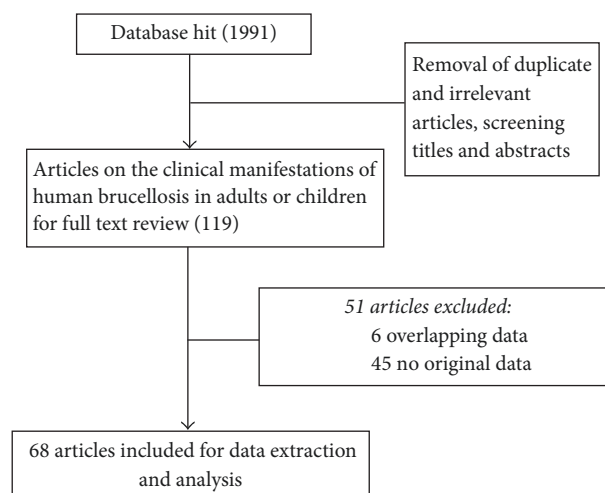 Database hit (1991)
Removal of duplicate
and irrelevant
articles, screening
titles and abstracts
Articles on the clinical manifestations of
human brucellosis in adults or children
for full text review (119)
51 articles excluded:
6 overlapping data
45 no original data
68 articles included for data extraction
and analysis